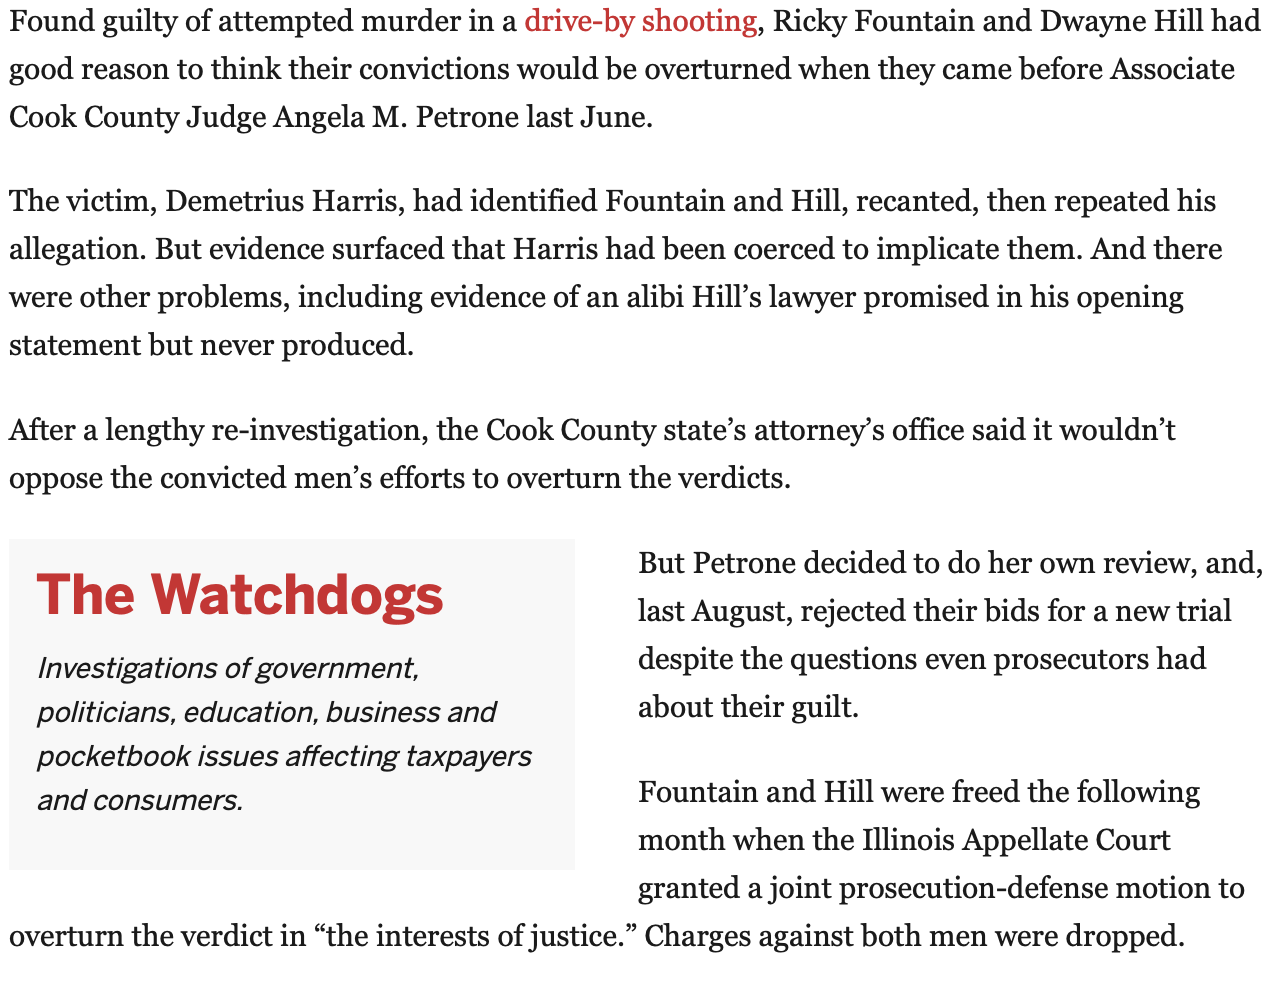 Found guilty of attempted murder in a drive-by shooting, Ricky Fountain and Dwayne Hill had
good reason to think their convictions would be overturned when they came before Associate
Cook County Judge Angela M. Petrone last June.
The victim, Demetrius Harris, had identified Fountain and Hill, recanted, then repeated his
allegation. But evidence surfaced that Harris had been coerced to implicate them. And there
were other problems, including evidence of an alibi Hill’s lawyer promised in his opening
statement but never produced.
After a lengthy re-investigation, the Cook County state’s attorney’s office said it wouldn’t
oppose the convicted men’s efforts to overturn the verdicts.
The Watchdogs
Investigations of government,
politicians, education, business and
pocketbook issues affecting taxpayers
and consumers.
But Petrone decided to do her own review, and,
last August, rejected their bids for a new trial
despite the questions even prosecutors had
about their guilt.
Fountain and Hill were freed the following
month when the Illinois Appellate Court
granted a joint prosecution-defense motion to
overturn the verdict in “the interests of justice.” Charges against both men were dropped.